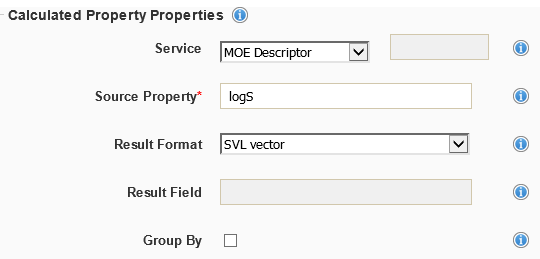 Calculated Property Properties
Service MOE Descriptor
Source Property* logS
Result Format SVL vector
Result Field
Group By